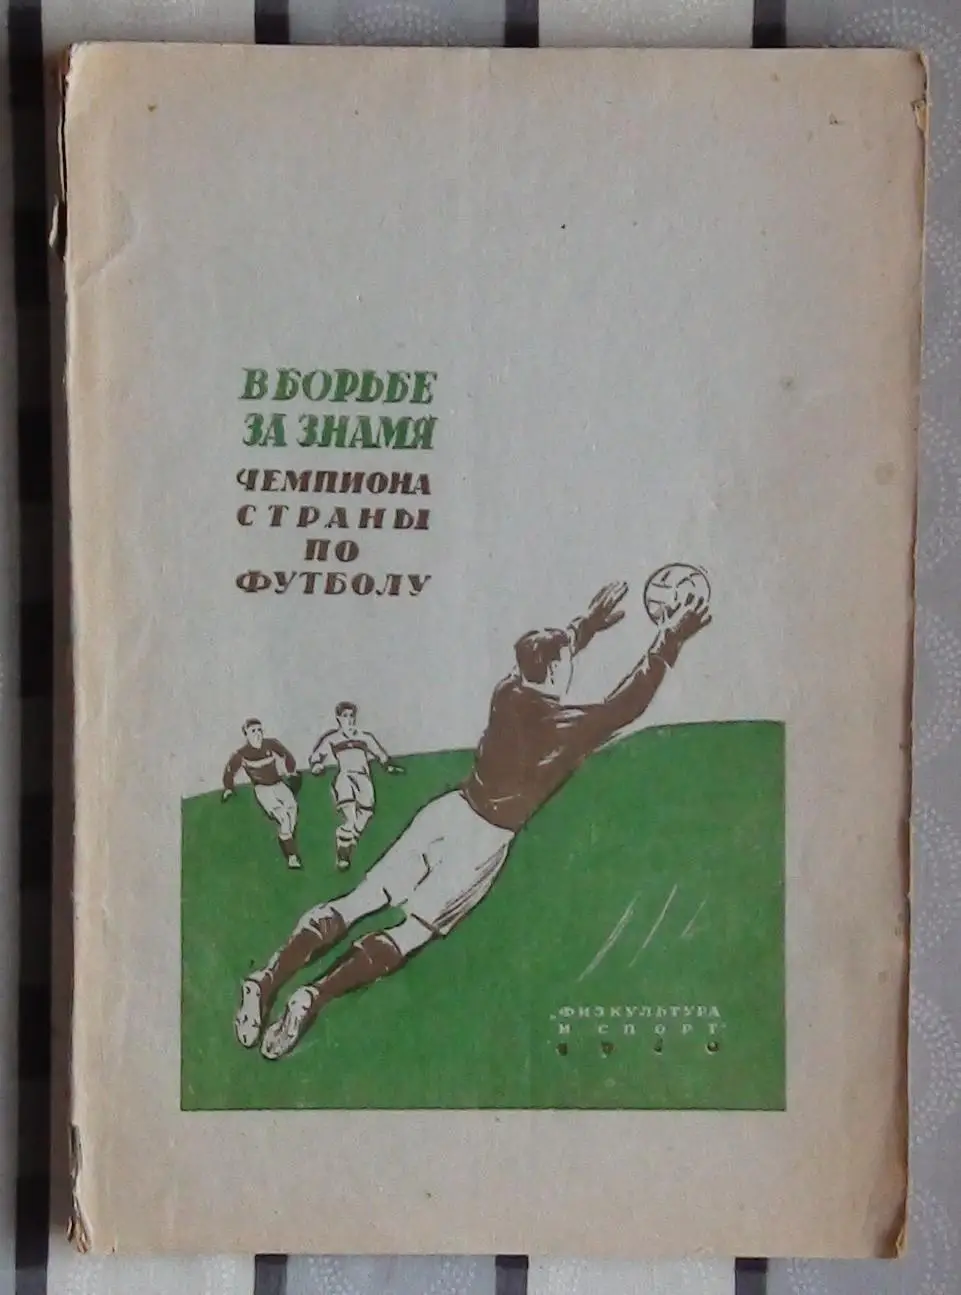 В БОРЬБЕ
ЗА ЗНАМЯ
ЧЕМПИОНА
СТРАНЫ
ПО
ФУТБОЛУ
„ФИЗКУЛЬТУРА
И СПОРТ"